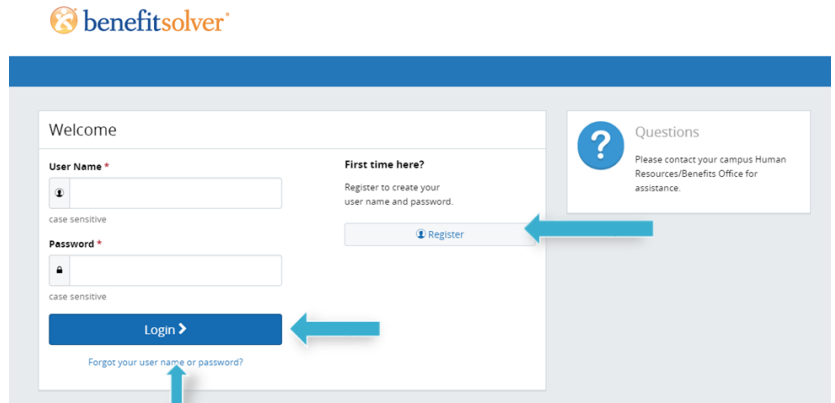 benefitsolver
Welcome
User Name *
case sensitive
Password *
case sensitive
Login
Forgot your user name or password?
First time here?
Register to create your
user name and password.
Register
?
Questions
Please contact your campus Human
Resources/Benefits Office for
assistance.